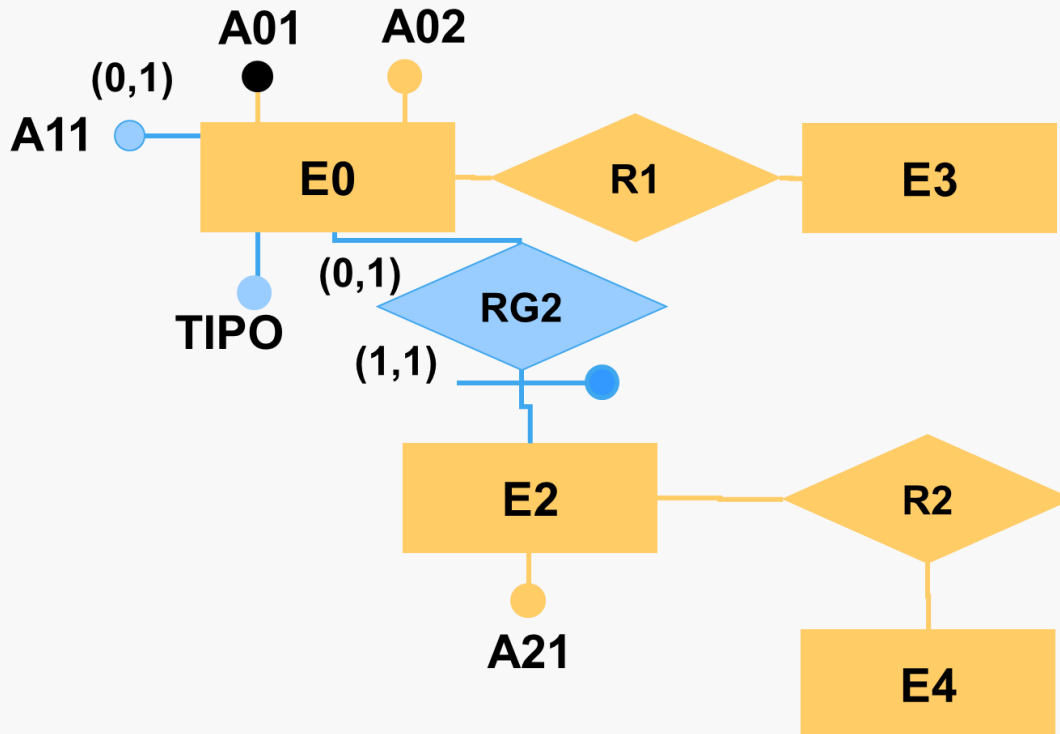 A01
A02
(0,1)
A11
E0
R1
E3
(0,1)
TIPO
RG2
(1,1)
E2
R2
A21
E4